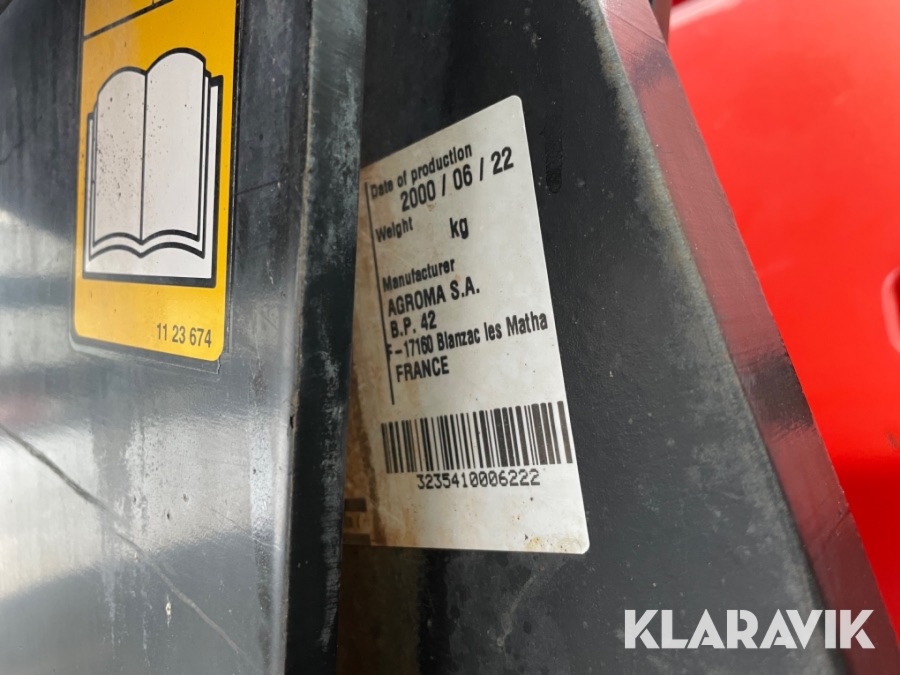 11 23 674
Date of production
2000 / 06 / 22
Weight kg
Manufacturer
AGROMA S.A.
B.P. 42
F-17160 Blanzac les Matha
FRANCE
3235410006222
KLARAVIK